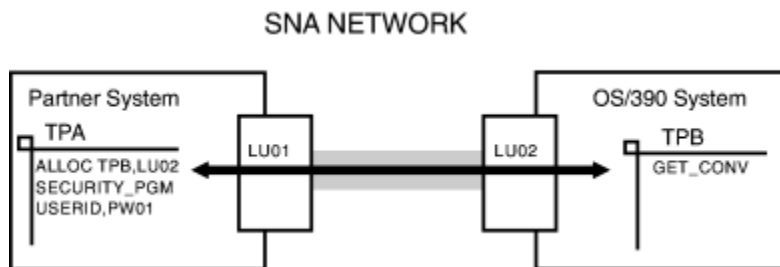 SNA NETWORK
Partner System
TPA
ALLOC TPB,LU02
SECURITY_PGM
USERID,PW01
LU01
LU02
OS/390 System
TPB
GET_CONV